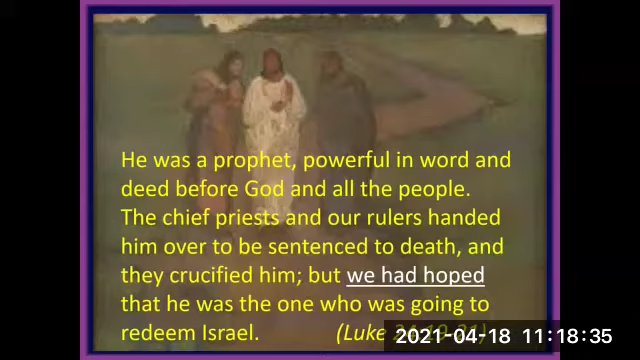 He was a prophet, powerful in word and
deed before God and all the people.
The chief priests and our rulers handed
him over to be sentenced to death, and
they crucified him; but we had hoped
that he was the one who was going to
redeem Israel. (Luke
2021-04-18 11:18:35